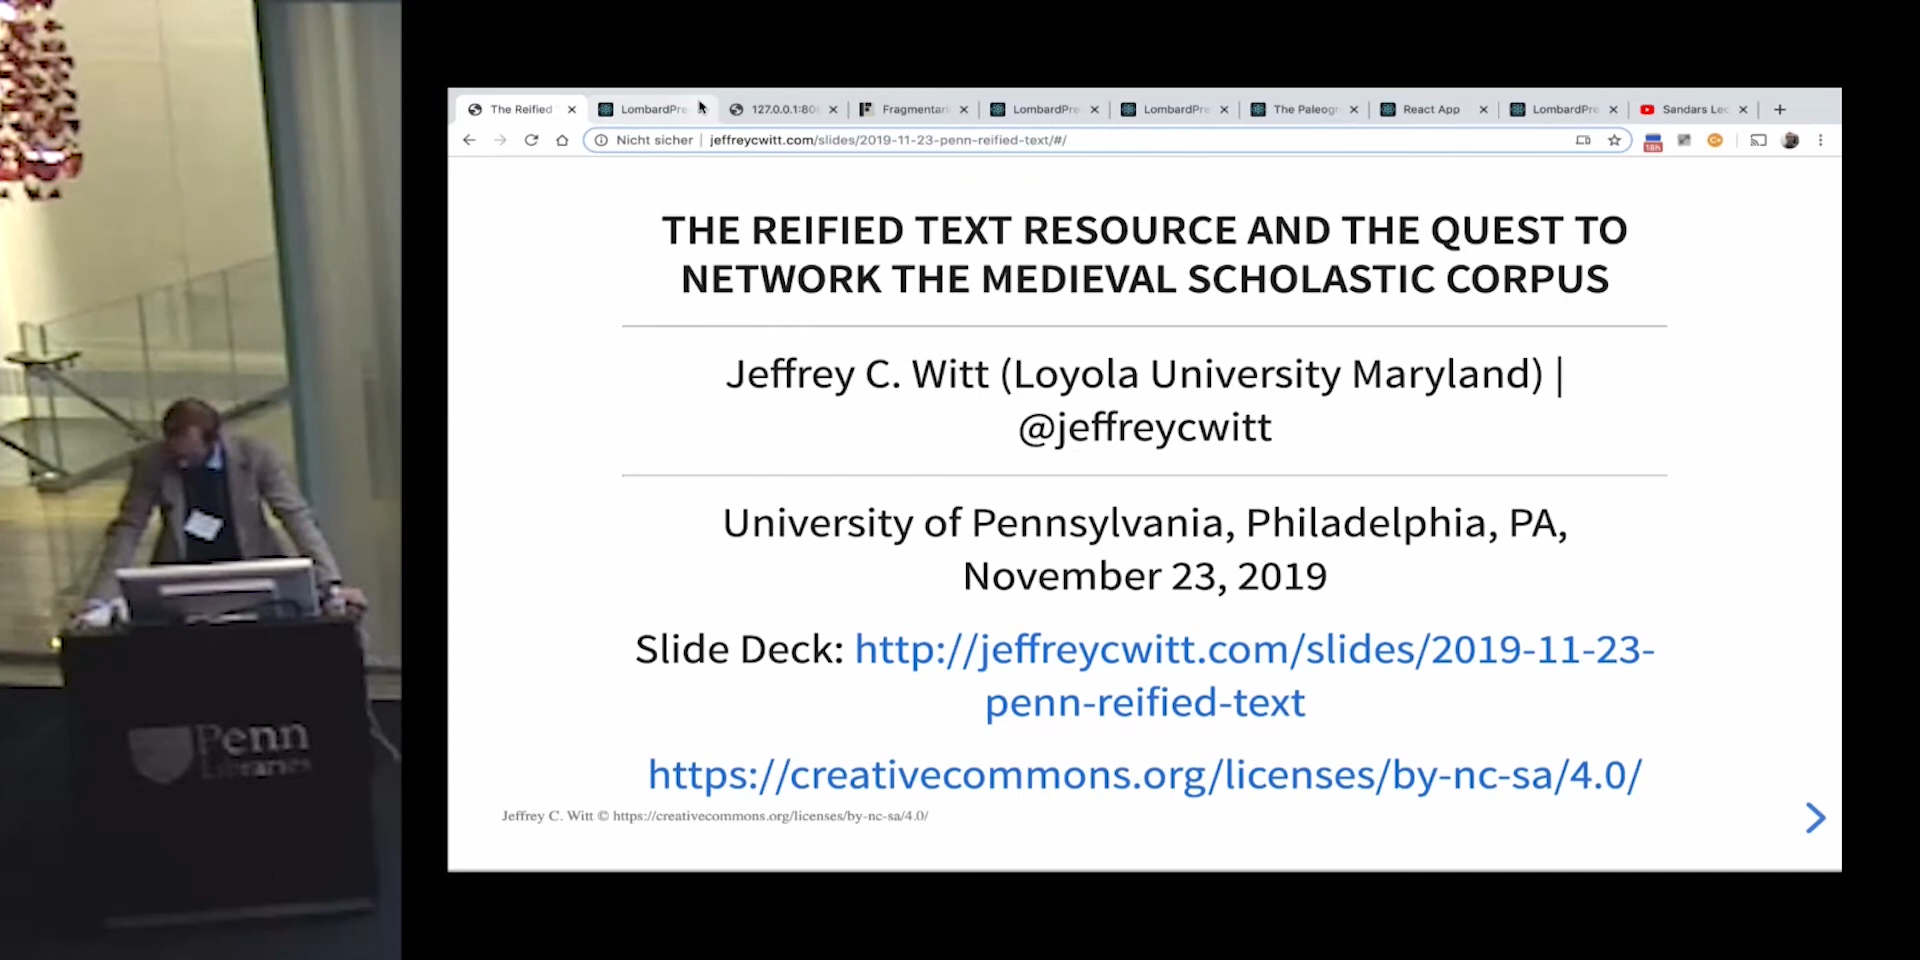 The Reified
LombardPre
127.0.0.1:80
Fragmentari
LombardPre
LombardPre
The Paleogr
React App
LombardPre
Sandars Lec
Nicht sicher | jeffreycwitt.com/slides/2019-11-23-penn-reified-text/#/
18h
THE REIFIED TEXT RESOURCE AND THE QUEST TO
NETWORK THE MEDIEVAL SCHOLASTIC CORPUS
Jeffrey C. Witt (Loyola University Maryland) |
@jeffreycwitt
University of Pennsylvania, Philadelphia, PA,
November 23, 2019
Slide Deck: http://jeffreycwitt.com/slides/2019-11-23-
penn-reified-text
https://creativecommons.org/licenses/by-nc-sa/4.0/
Jeffrey C. Witt © https://creativecommons.org/licenses/by-nc-sa/4.0/
Penn
Libraries